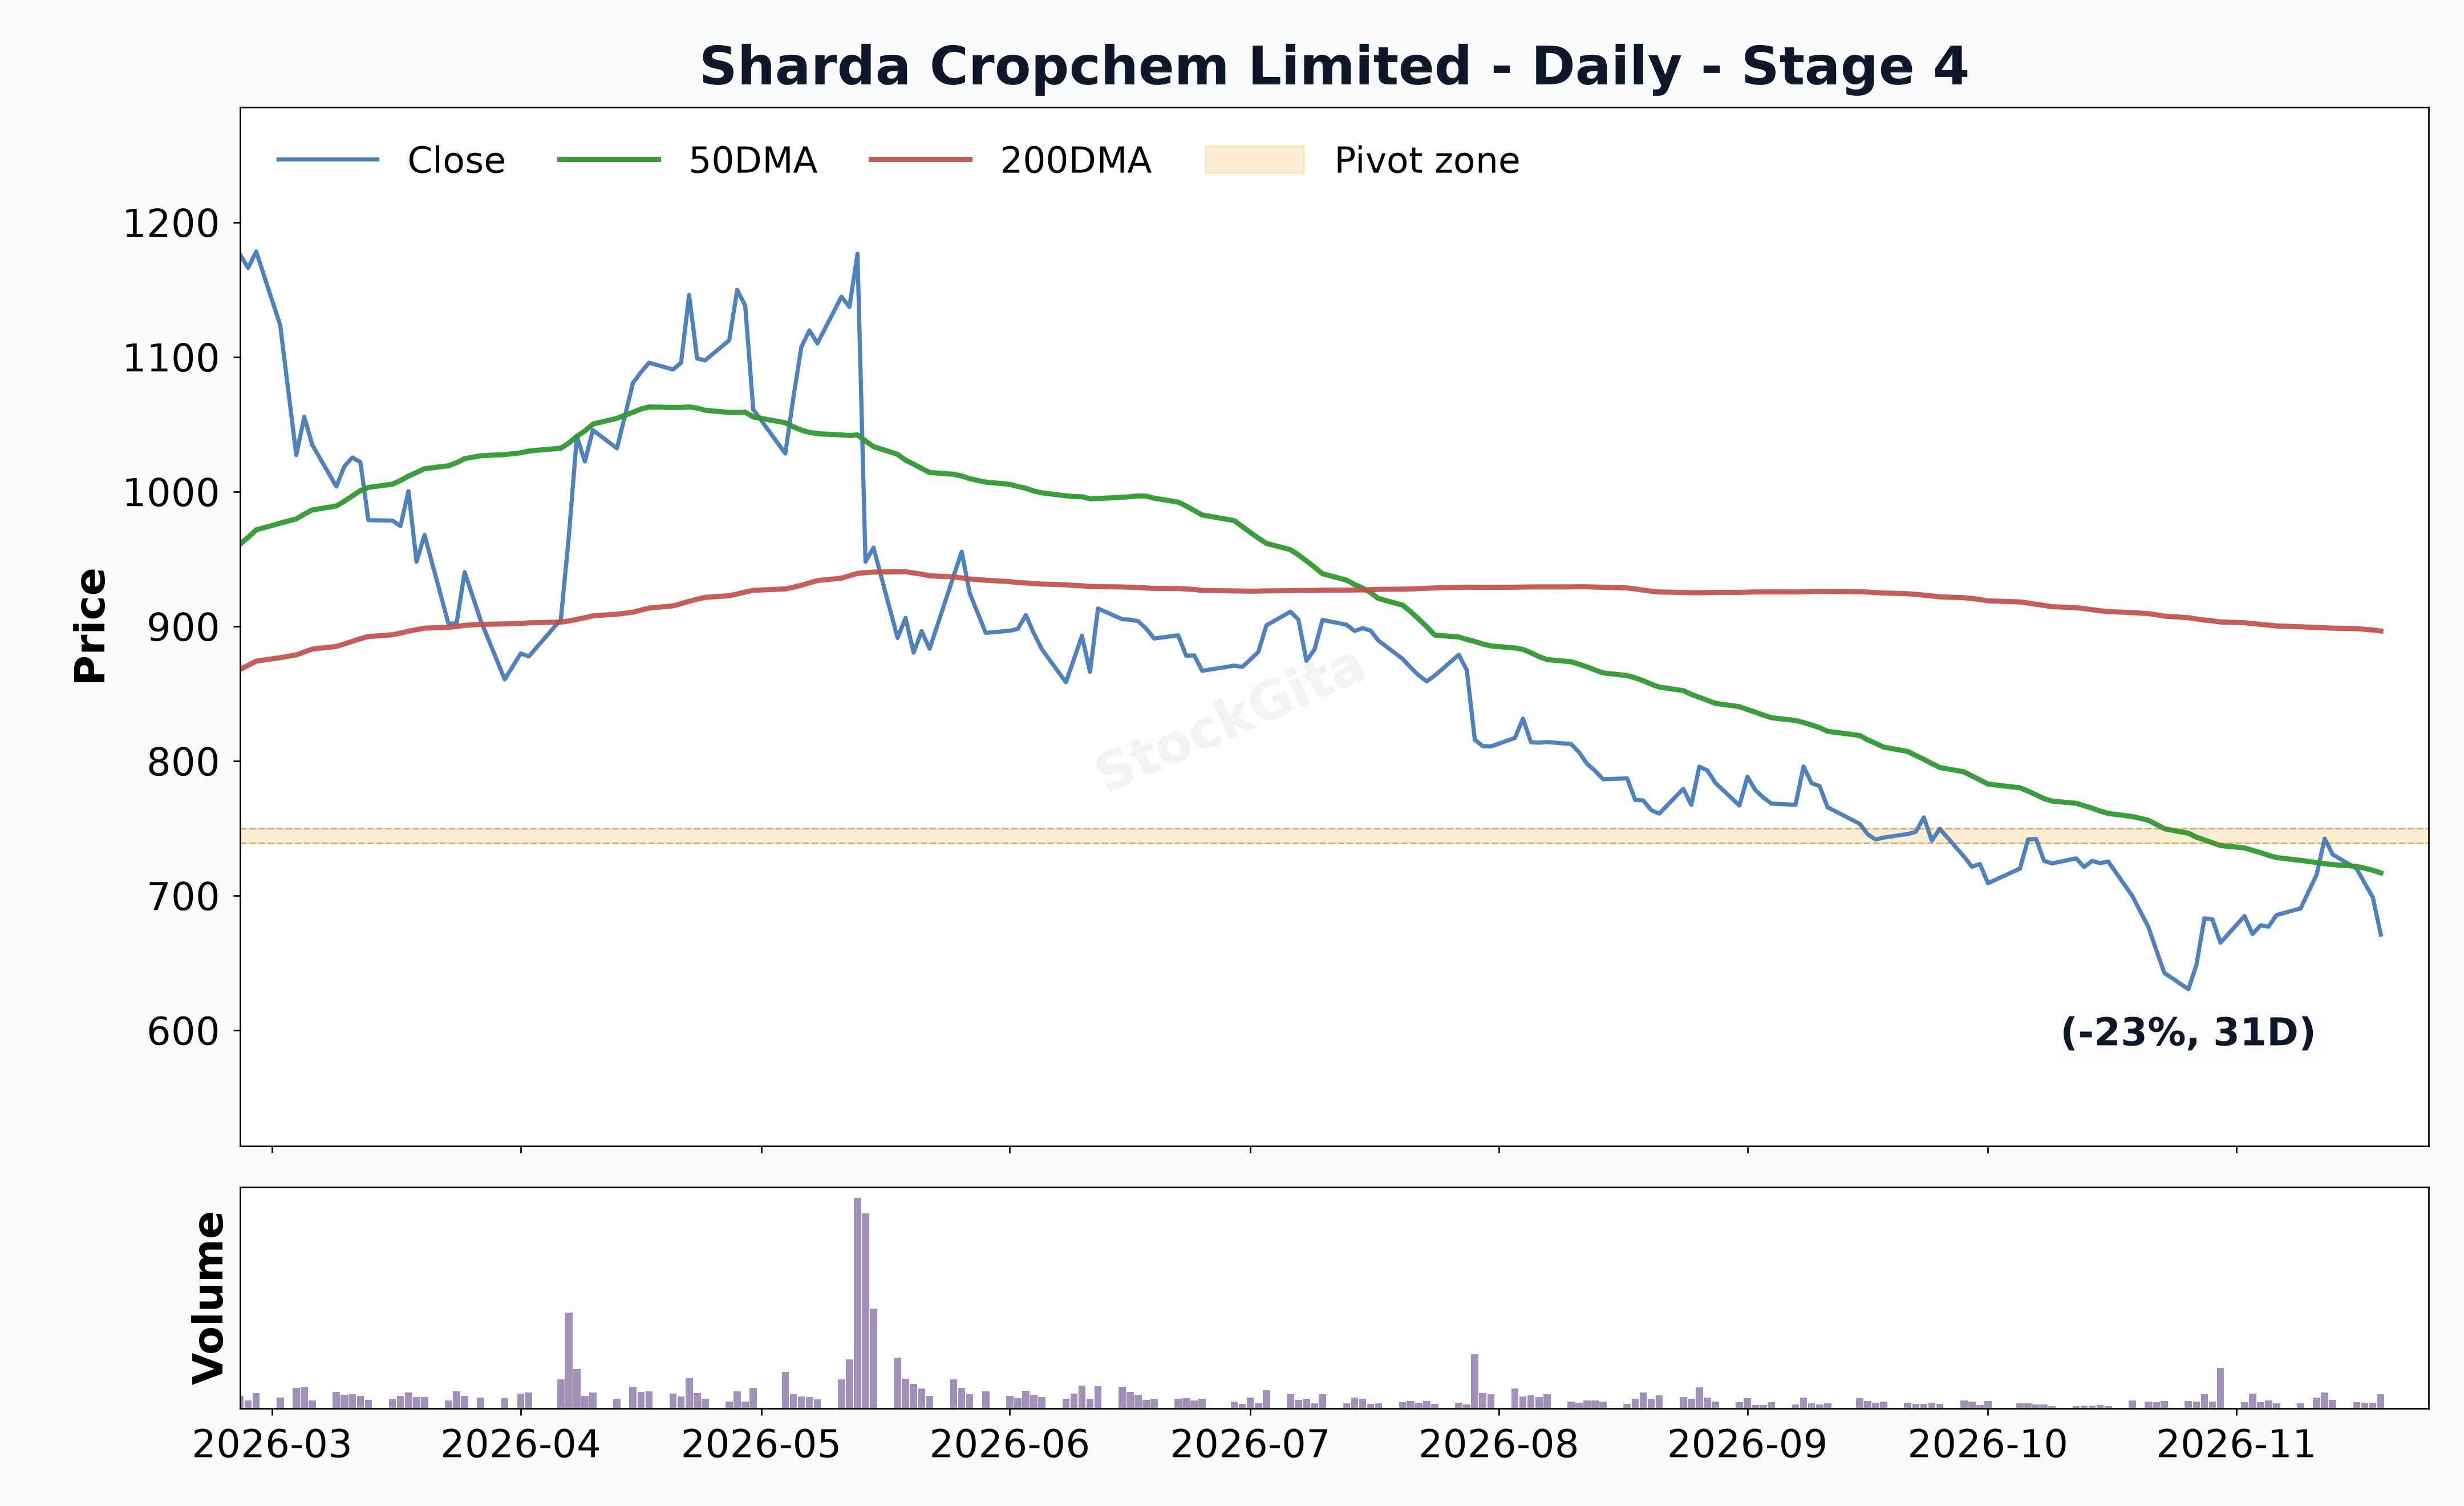 Sharda Cropchem Limited - Daily - Stage 4
Close 50DMA 200DMA Pivot zone
1200
1100
1000
900
800
700
600
Price
StockGita
(-23%, 31D)
Volume
2026-03 2026-04 2026-05 2026-06 2026-07 2026-08 2026-09 2026-10 2026-11